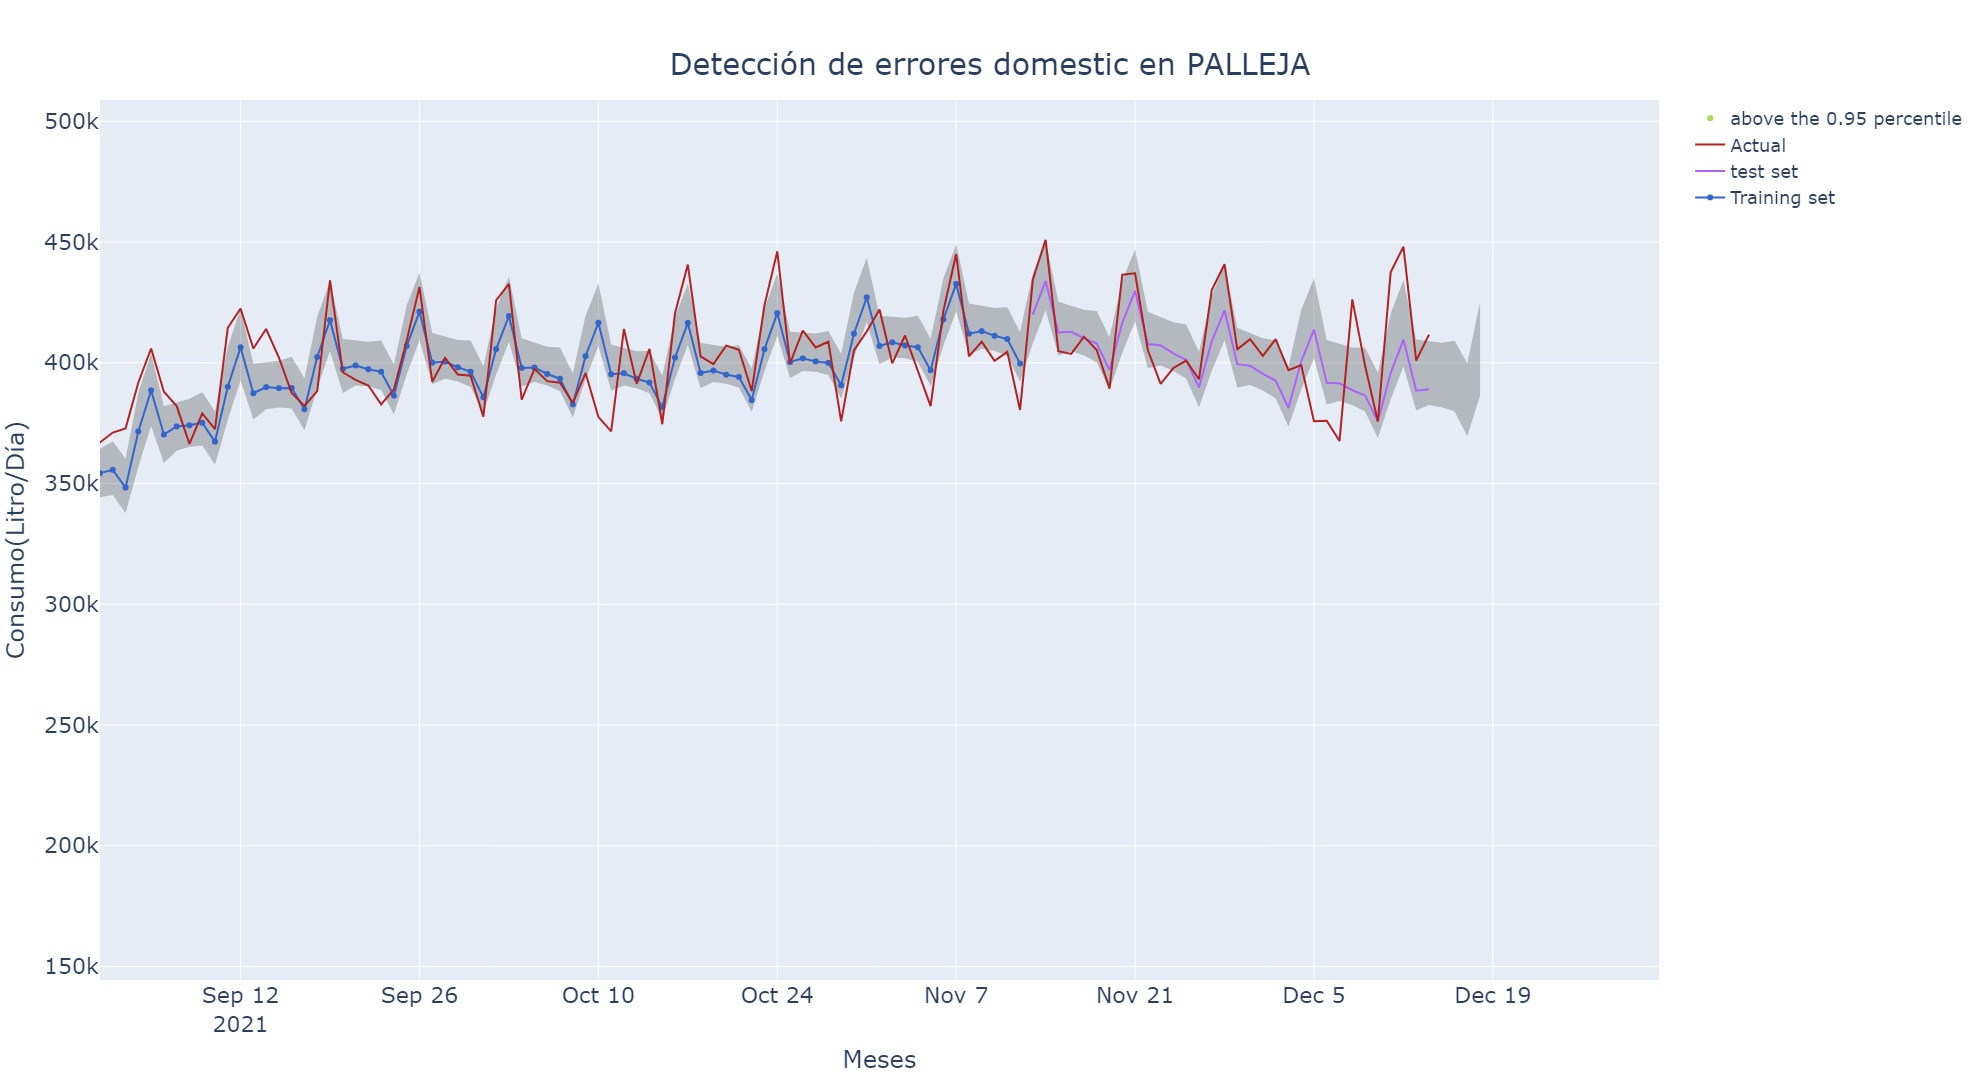 Detección de errores domestic en PALLEJA
500k
450k
400k
350k
300k
250k
200k
150k
Consumo(Litro/Día)
Sep 12
2021
Sep 26
Oct 10
Oct 24
Nov 7
Nov 21
Dec 5
Dec 19
Meses
above the 0.95 percentile
Actual
test set
Training set